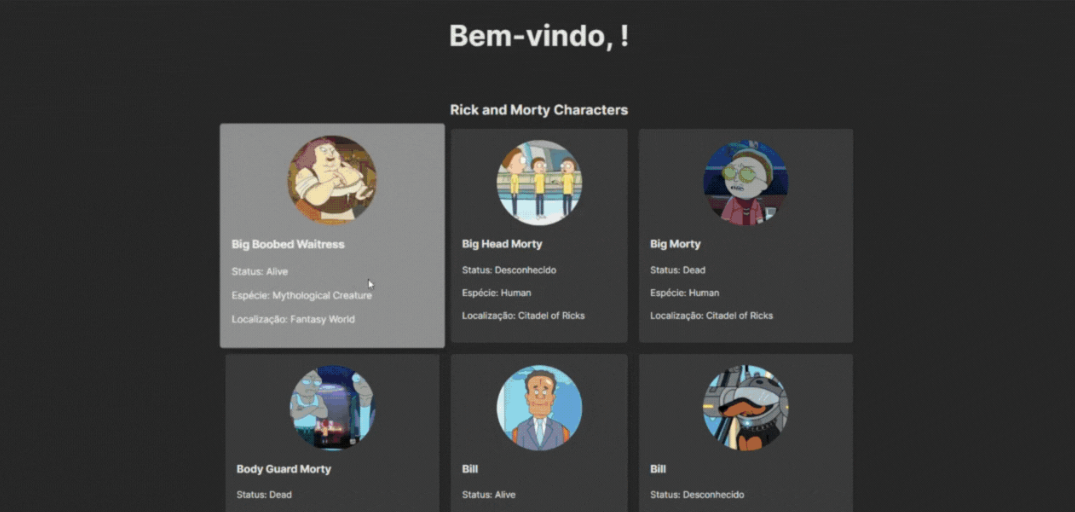 Bem-vindo, !
Rick and Morty Characters
Big Boobed Waitress
Status: Alive
Espécie: Mythological Creature
Localização: Fantasy World
Big Head Morty
Status: Desconhecido
Espécie: Human
Localização: Citadel of Ricks
Big Morty
Status: Dead
Espécie: Human
Localização: Citadel of Ricks
Body Guard Morty
Status: Dead
Bill
Status: Alive
Bill
Status: Desconhecido